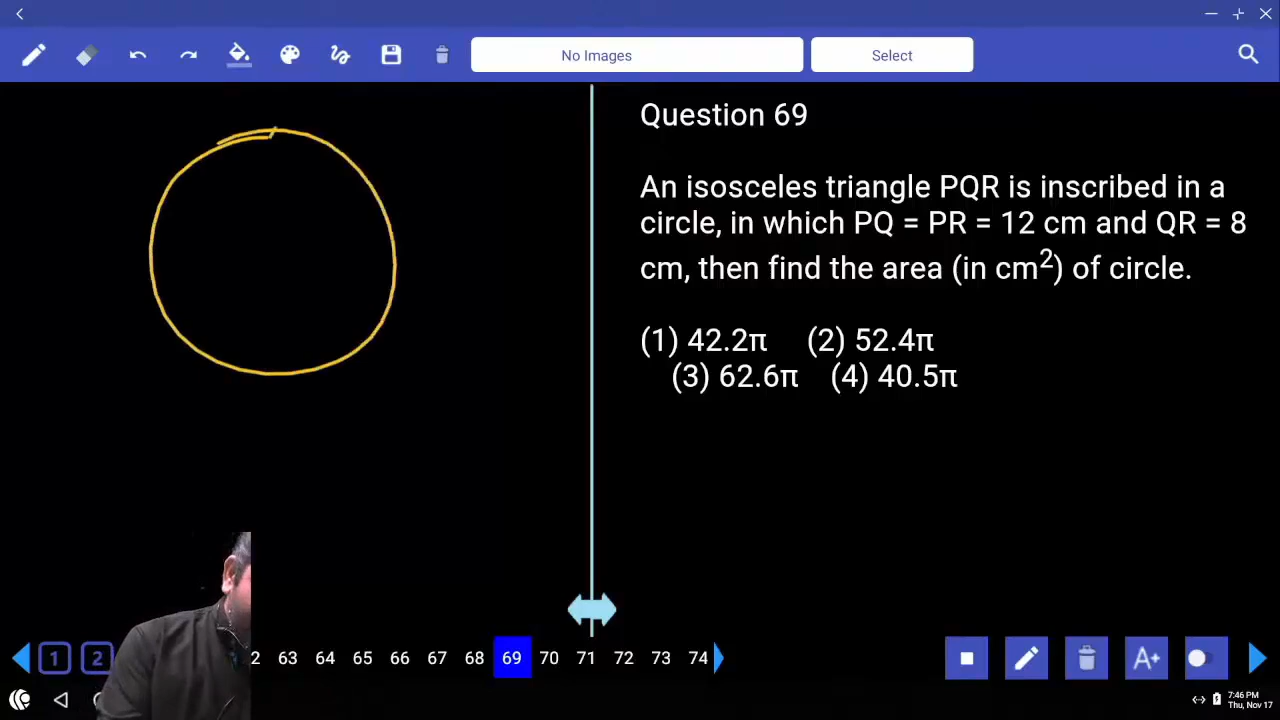 No Images
Select
Question 69
An isosceles triangle PQR is inscribed in a
circle, in which PQ = PR = 12 cm and QR = 8
cm, then find the area (in cm²) of circle.
(1) 42.2π (2) 52.4π
(3) 62.6π (4) 40.5π
1 2 2 63 64 65 66 67 68 69 70 71 72 73 74
A+
7:46 PM
Thu, Nov 17